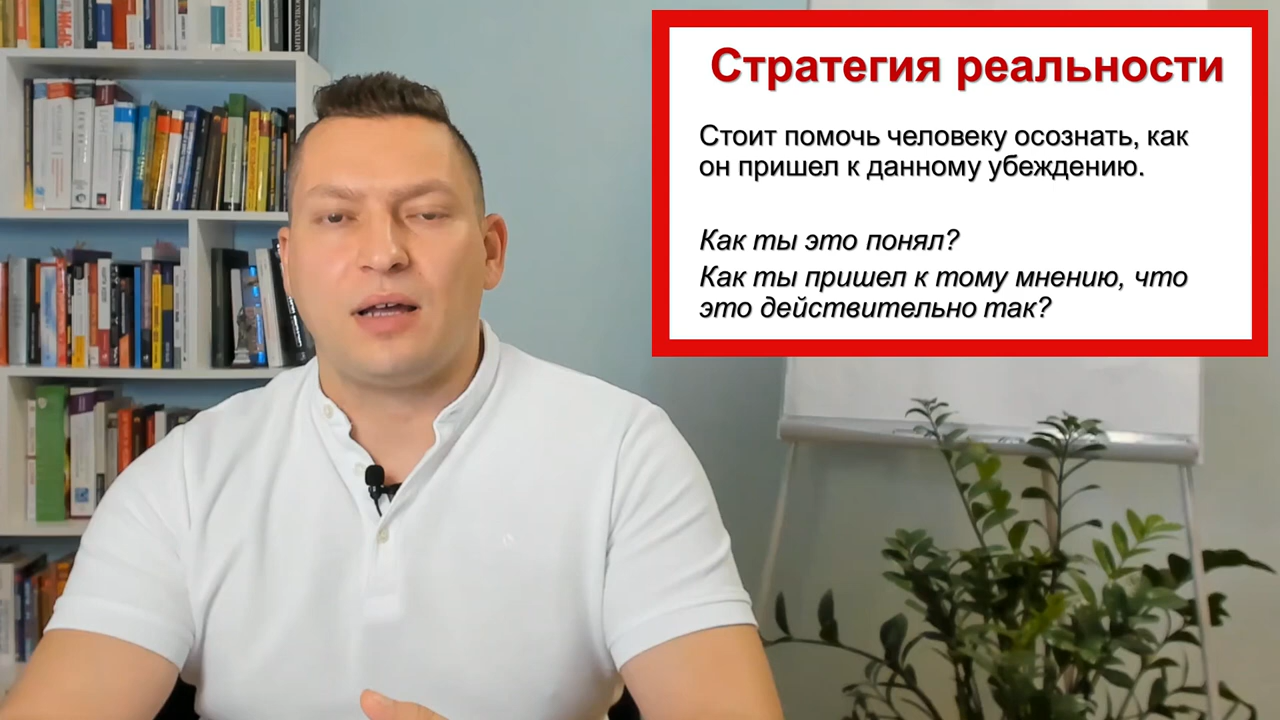 Стратегия реальности
Стоит помочь человеку осознать, как
он пришел к данному убеждению.
Как ты это понял?
Как ты пришел к тому мнению, что
это действительно так?